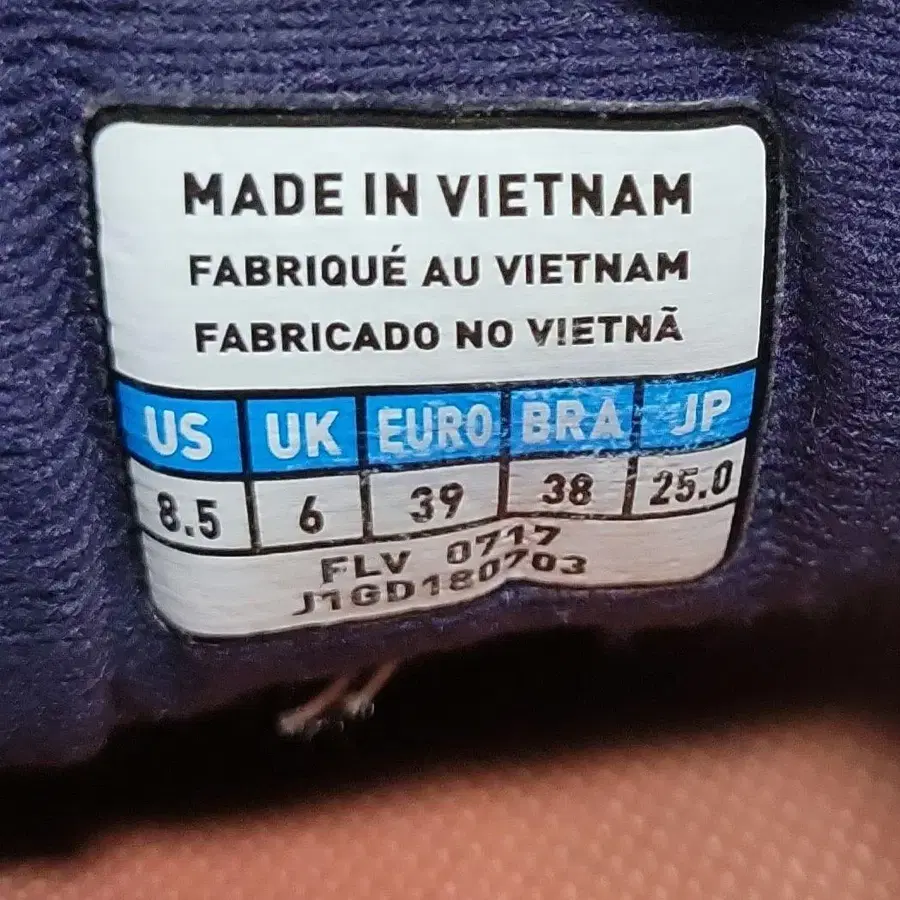 MADE IN VIETNAM
FABRIQUÉ AU VIETNAM
FABRICADO NO VIETNÃ
US UK EURO BRA JP
8.5 6 39 38 25.0
FLV 0717
J1GD180703